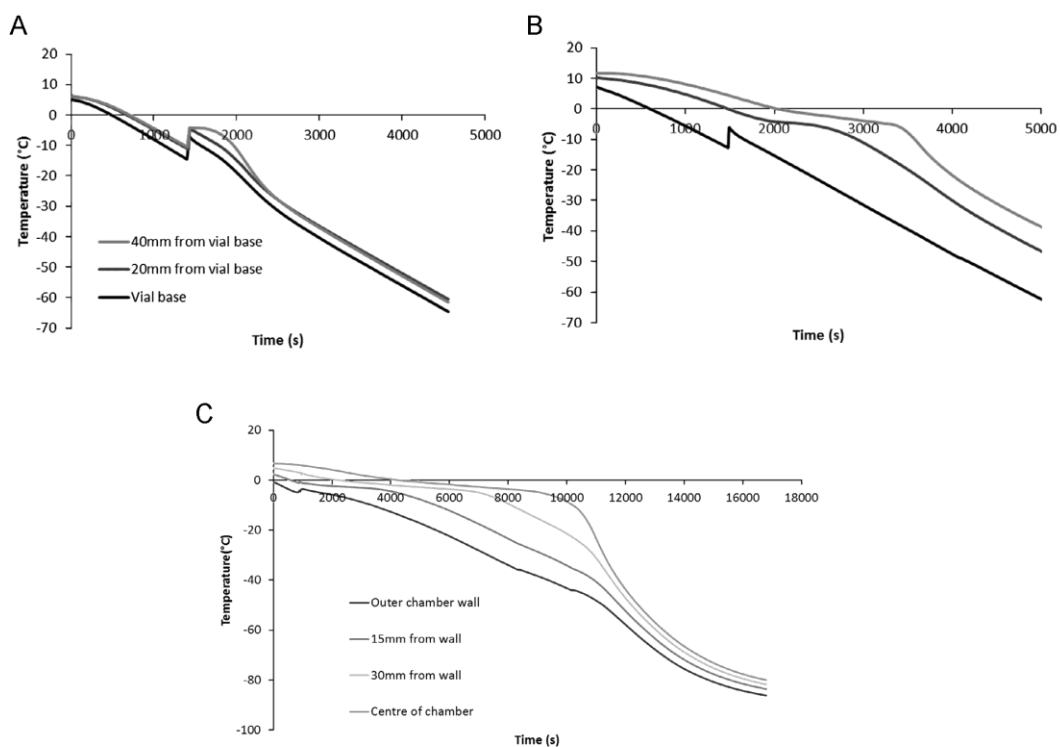 A
20
10
0
-10
-20
-30
-40
-50
-60
-70
Temperature (°C)
0 1000 2000 3000 4000 5000
40mm from vial base
20mm from vial base
Vial base
Time (s)
B
20
10
0
-10
-20
-30
-40
-50
-60
-70
Temperature (°C)
0 1000 2000 3000 4000 5000
Time (s)
C
20
0
-20
-40
-60
-80
-100
Temperature(°C)
0 2000 4000 6000 8000 10000 12000 14000 16000 18000
Outer chamber wall
15mm from wall
30mm from wall
Centre of chamber
Time (s)